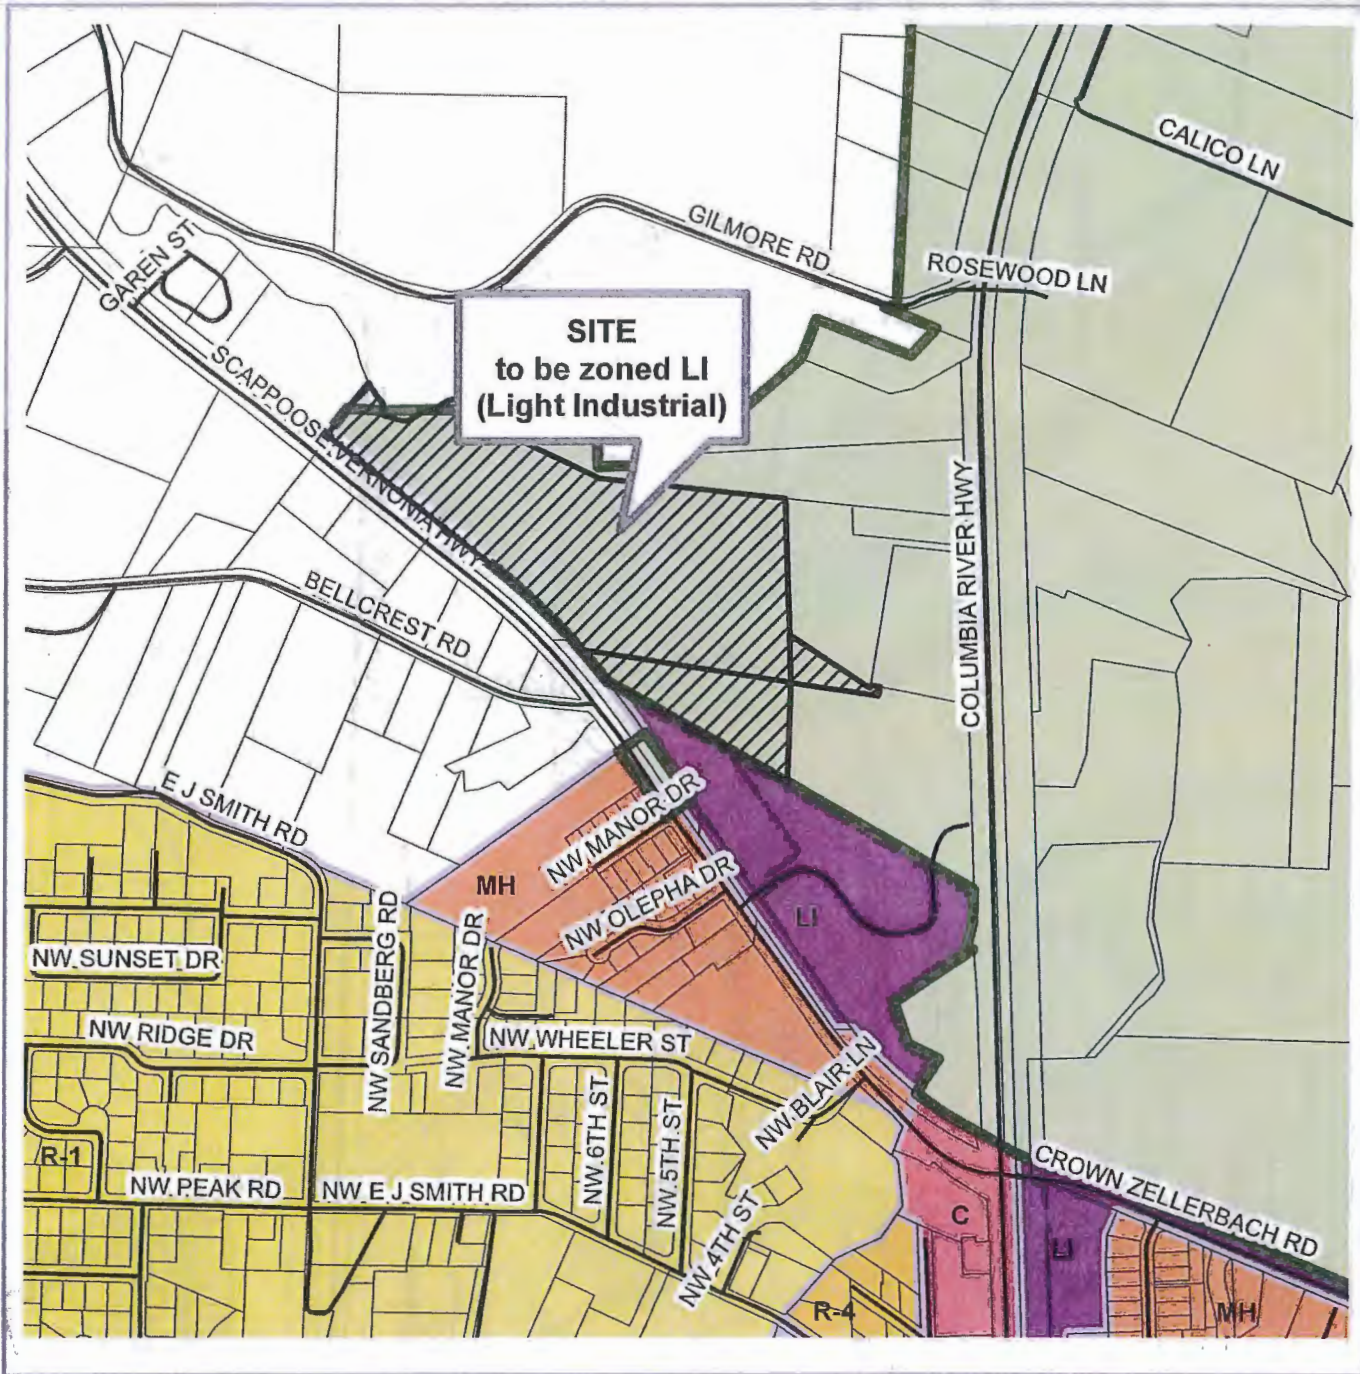 CALICO LN
GILMORE RD
ROSEWOOD LN
GAREN ST
SITE
to be zoned LI
(Light Industrial)
SCAPPOOSE VERNONIA HWY
COLUMBIA RIVER HWY
BELLCREST RD
E J SMITH RD
NW MANOR DR
MH
NW OLEPHA DR
LI
NW SANDBERG RD
NW MANOR DR
NW SUNSET DR
NW RIDGE DR
NW WHEELER ST
NW BLAIR LN
NW 6TH ST
NW 5TH ST
R-1
NW PEAK RD
NW E J SMITH RD
NW 4TH ST
CROWN ZELLERBACH RD
C
LI
R-4
MH